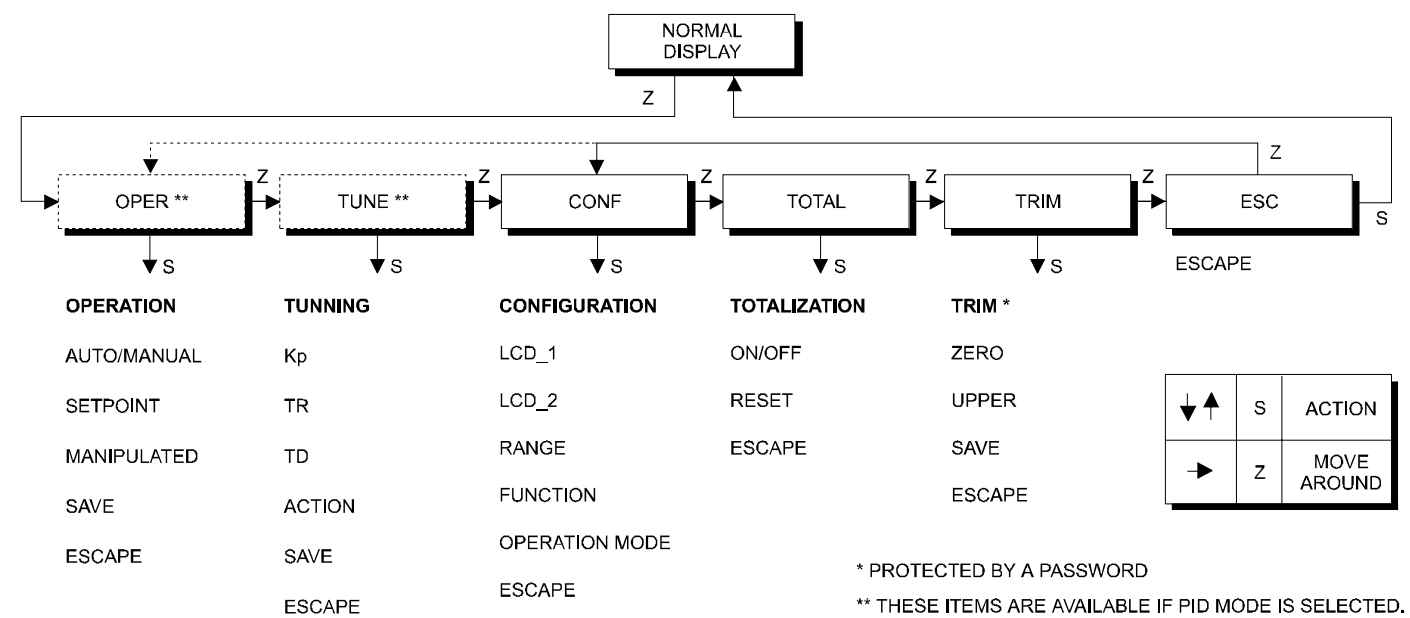 NORMAL
DISPLAY
Z
Z
OPER **
Z
TUNE **
Z
CONF
Z
TOTAL
Z
TRIM
Z
ESC
S
S
S
S
S
S
ESCAPE
OPERATION
AUTO/MANUAL
SETPOINT
MANIPULATED
SAVE
ESCAPE
TUNNING
Kp
TR
TD
ACTION
SAVE
ESCAPE
CONFIGURATION
LCD_1
LCD_2
RANGE
FUNCTION
OPERATION MODE
ESCAPE
TOTALIZATION
ON/OFF
RESET
ESCAPE
TRIM *
ZERO
UPPER
SAVE
ESCAPE
S
ACTION
Z
MOVE
AROUND
* PROTECTED BY A PASSWORD
** THESE ITEMS ARE AVAILABLE IF PID MODE IS SELECTED.